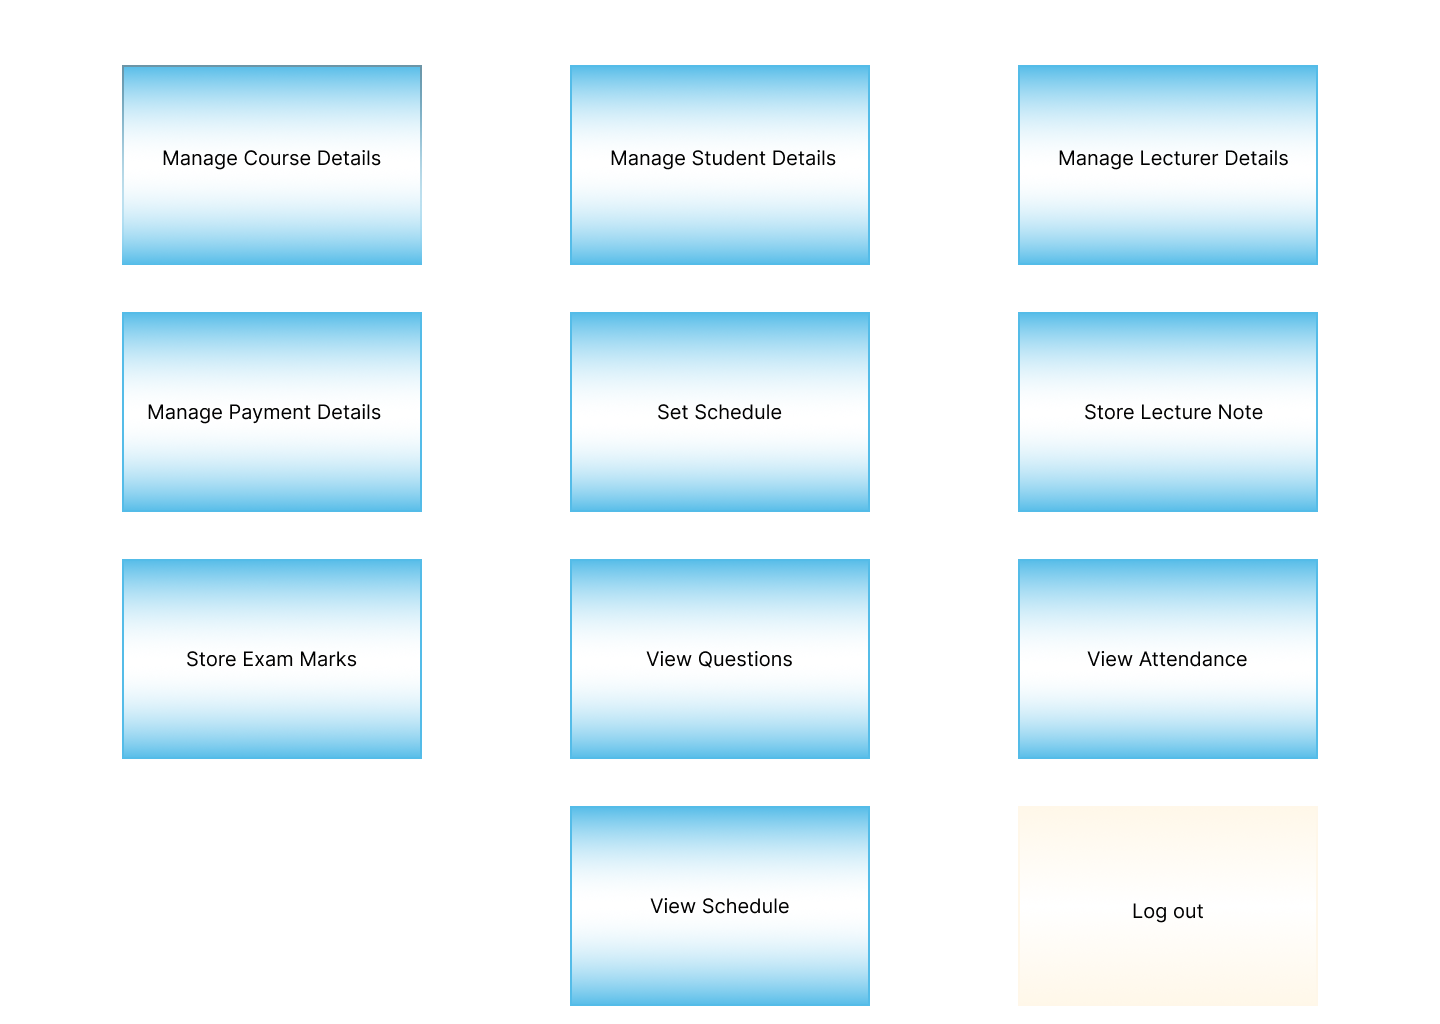 Manage Course Details
Manage Student Details
Manage Lecturer Details
Manage Payment Details
Set Schedule
Store Lecture Note
Store Exam Marks
View Questions
View Attendance
View Schedule
Log out